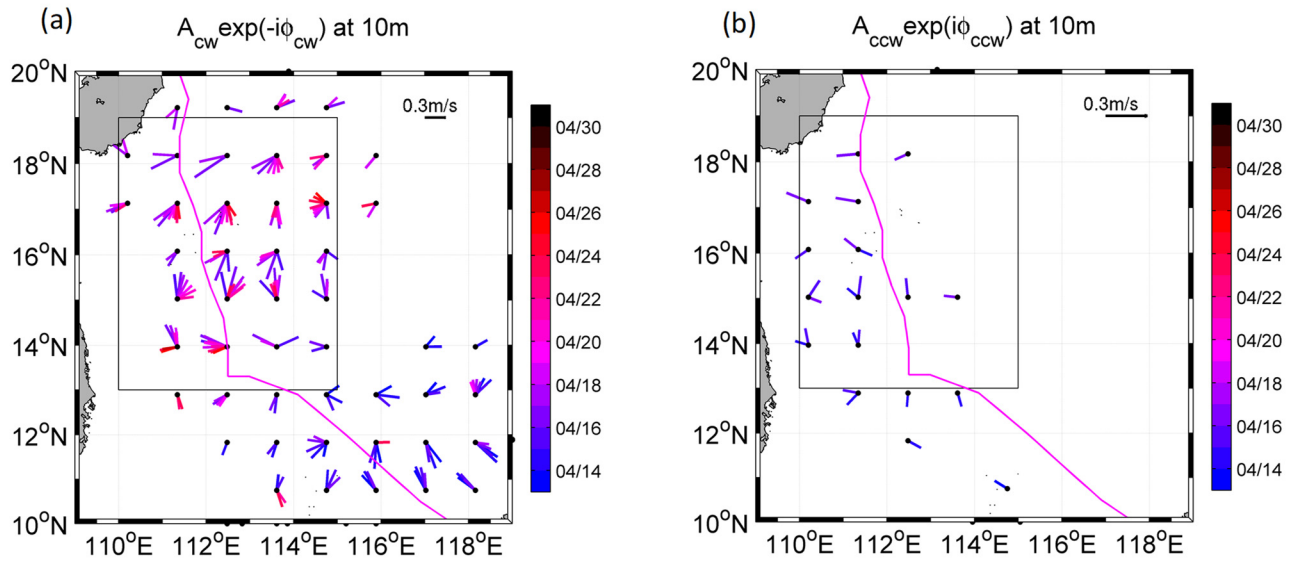 (a)
A_cw exp(-iϕ_cw) at 10m
20°N
18°N
16°N
14°N
12°N
10°N
110°E 112°E 114°E 116°E 118°E
0.3m/s
04/30
04/28
04/26
04/24
04/22
04/20
04/18
04/16
04/14
(b)
A_ccw exp(iϕ_ccw) at 10m
20°N
18°N
16°N
14°N
12°N
10°N
110°E 112°E 114°E 116°E 118°E
0.3m/s
04/30
04/28
04/26
04/24
04/22
04/20
04/18
04/16
04/14